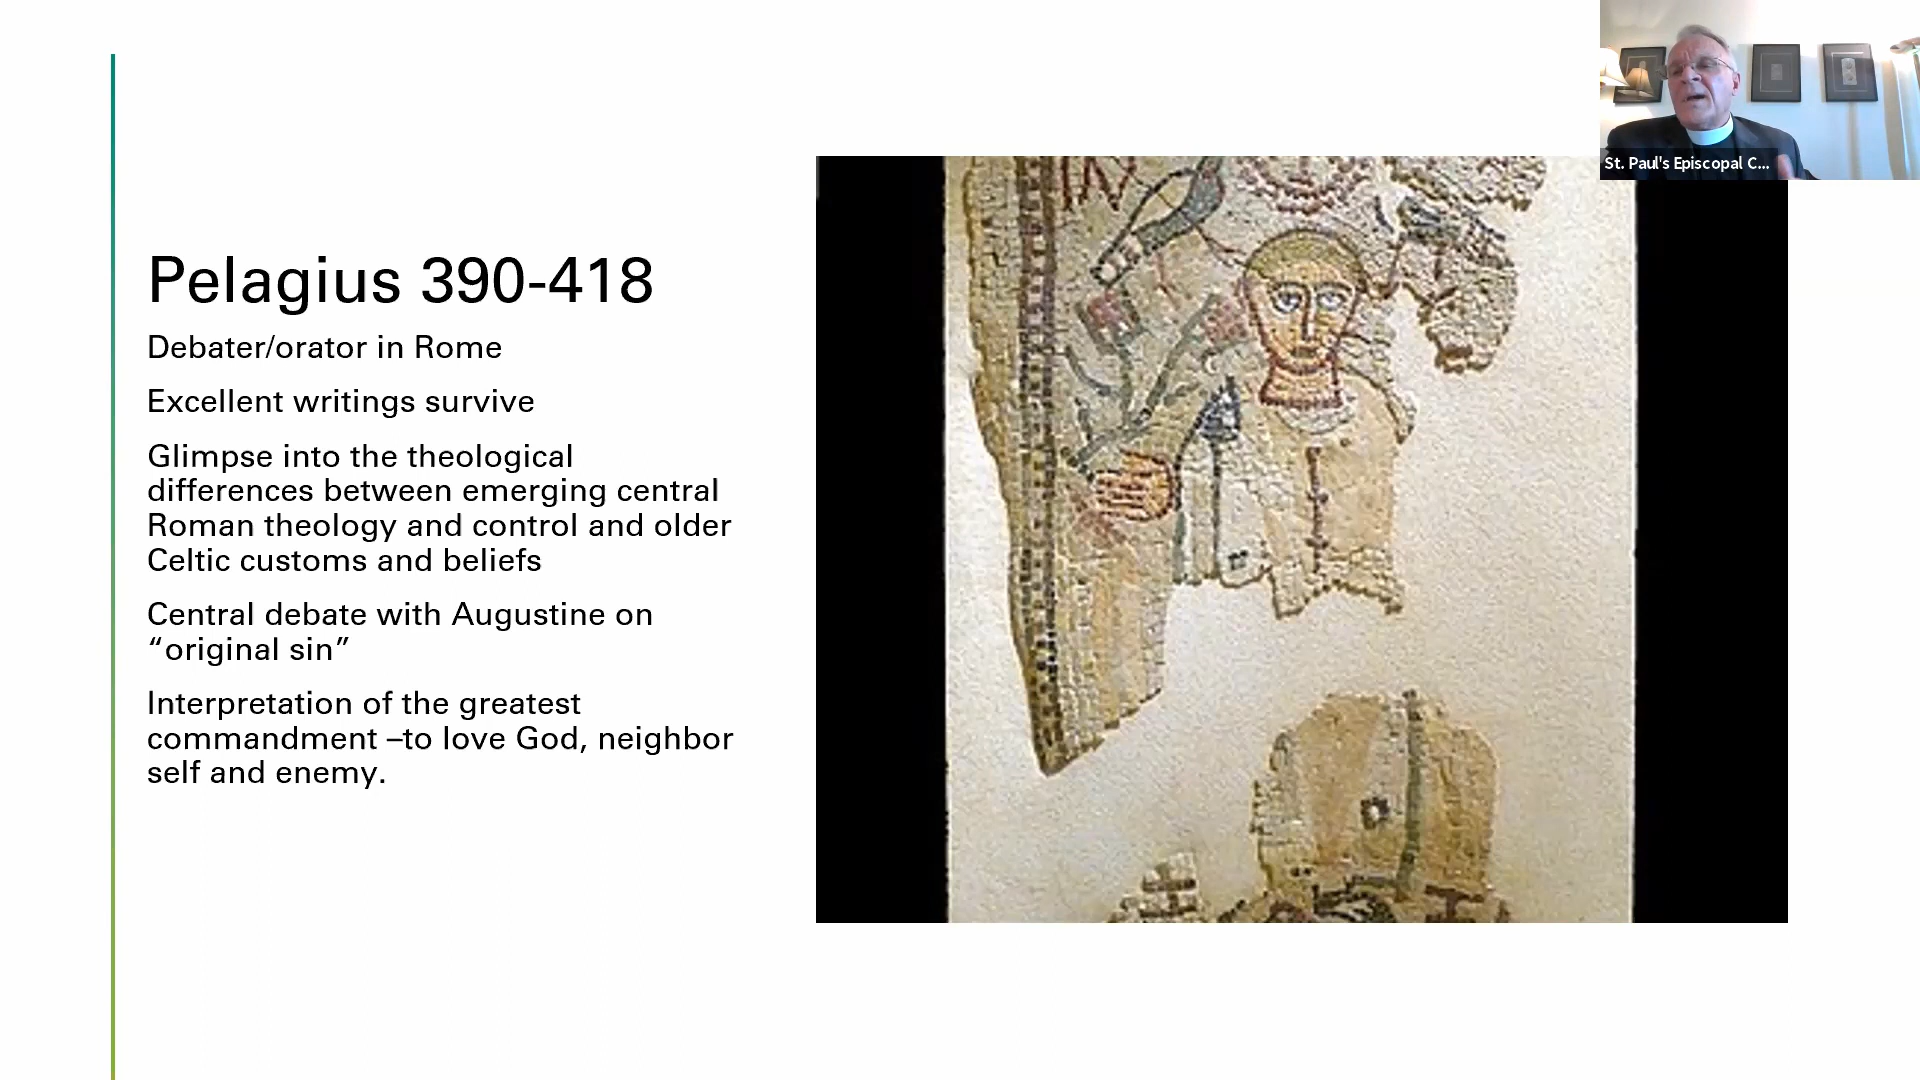 St. Paul's Episcopal C...
Pelagius 390-418
Debater/orator in Rome
Excellent writings survive
Glimpse into the theological
differences between emerging central
Roman theology and control and older
Celtic customs and beliefs
Central debate with Augustine on
“original sin”
Interpretation of the greatest
commandment –to love God, neighbor
self and enemy.